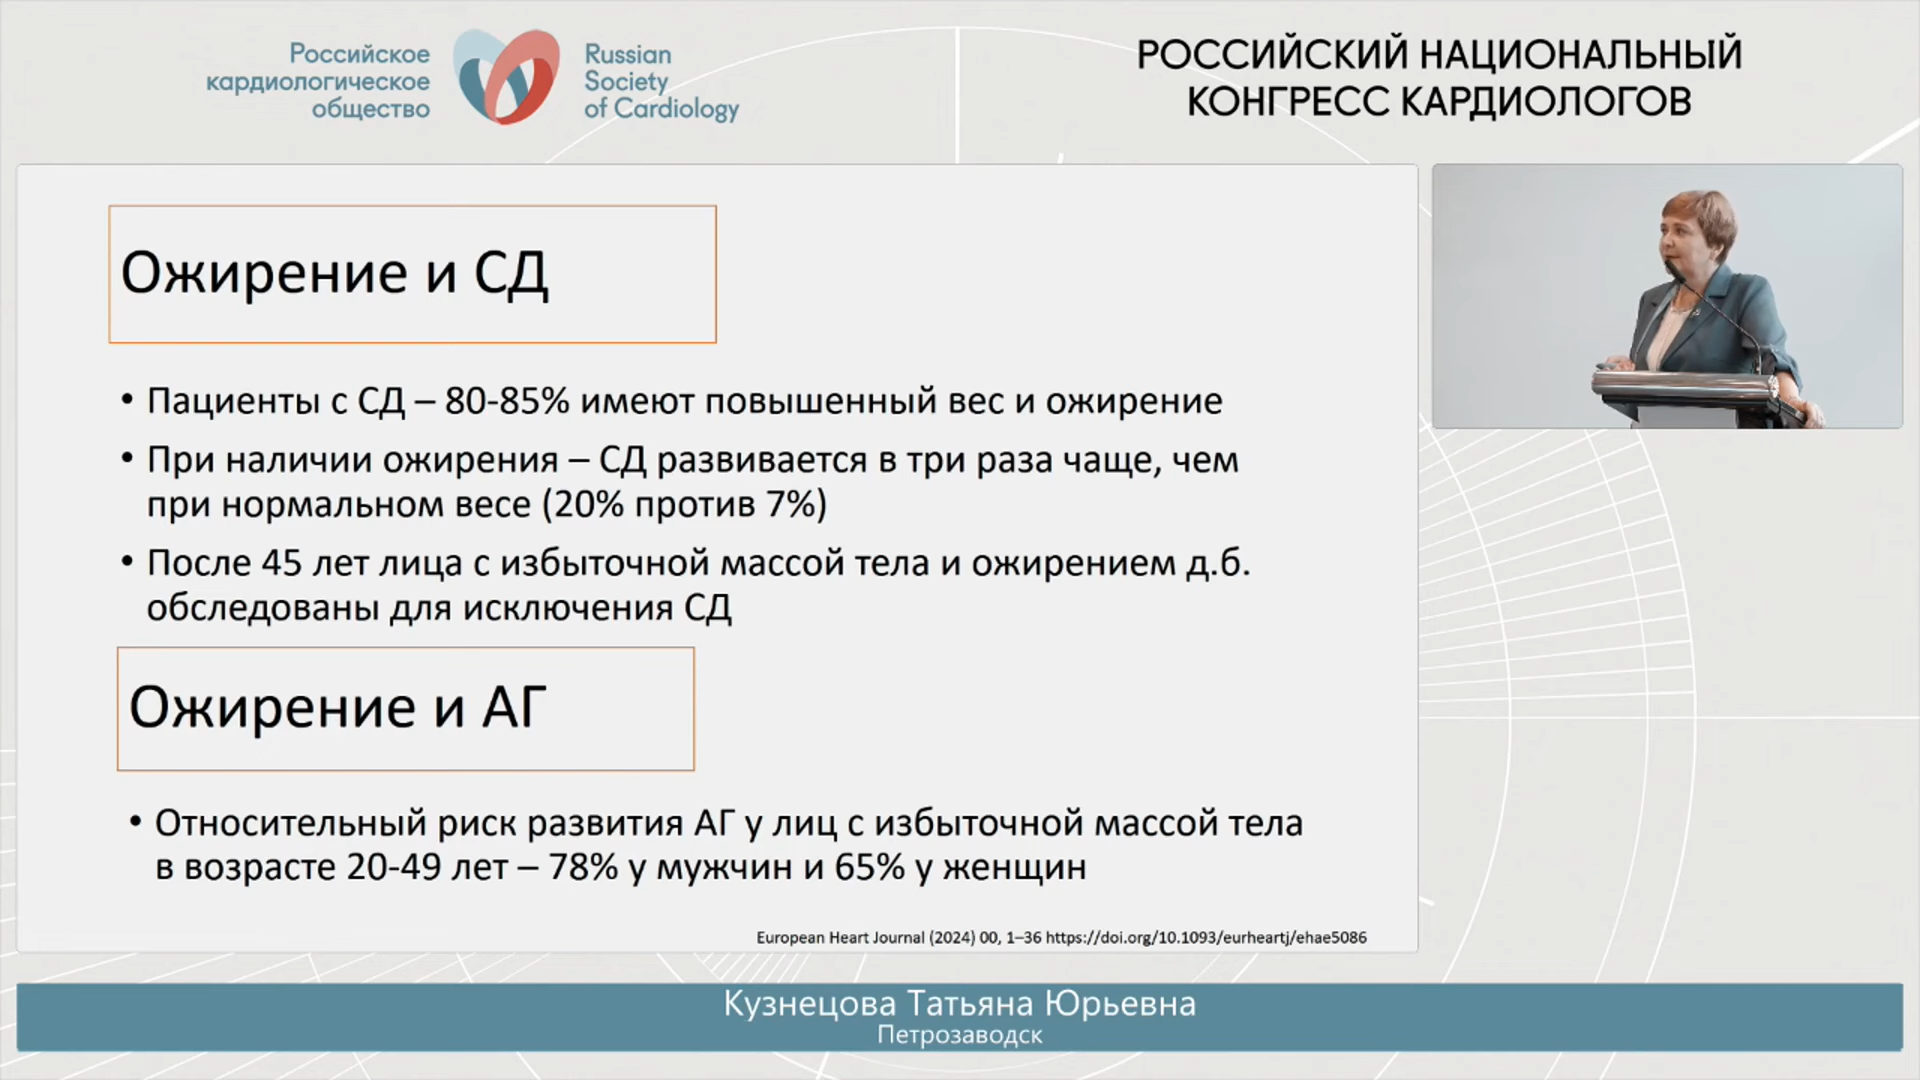 Российское
кардиологическое
общество
Russian
Society
of Cardiology
РОССИЙСКИЙ НАЦИОНАЛЬНЫЙ
КОНГРЕСС КАРДИОЛОГОВ
Ожирение и СД
• Пациенты с СД – 80-85% имеют повышенный вес и ожирение
• При наличии ожирения – СД развивается в три раза чаще, чем
при нормальном весе (20% против 7%)
• После 45 лет лица с избыточной массой тела и ожирением д.б.
обследованы для исключения СД
Ожирение и АГ
• Относительный риск развития АГ у лиц с избыточной массой тела
в возрасте 20-49 лет – 78% у мужчин и 65% у женщин
European Heart Journal (2024) 00, 1–36 https://doi.org/10.1093/eurheartj/ehae5086
Кузнецова Татьяна Юрьевна
Петрозаводск